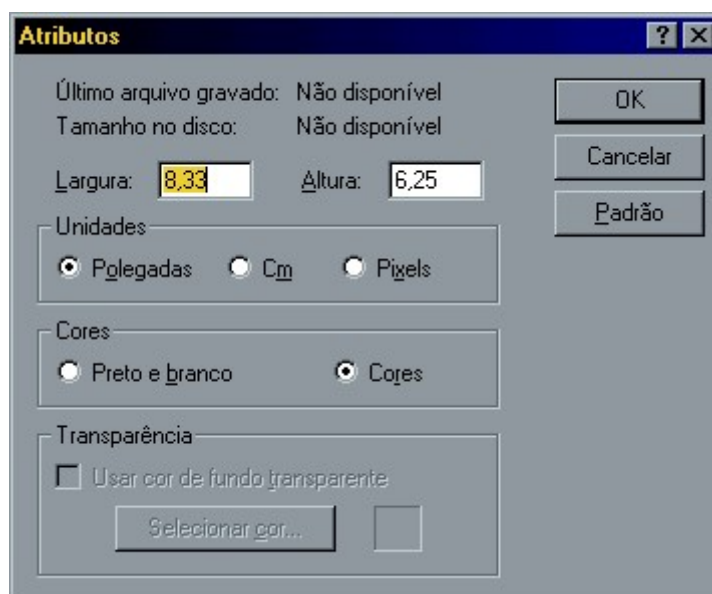 Atributos
Último arquivo gravado: Não disponível
Tamanho no disco: Não disponível
Largura: 8,33 Altura: 6,25
Unidades
Polegadas Cm Pixels
Cores
Preto e branco Cores
Transparência
Usar cor de fundo transparente
Selecionar cor...
OK
Cancelar
Padrão